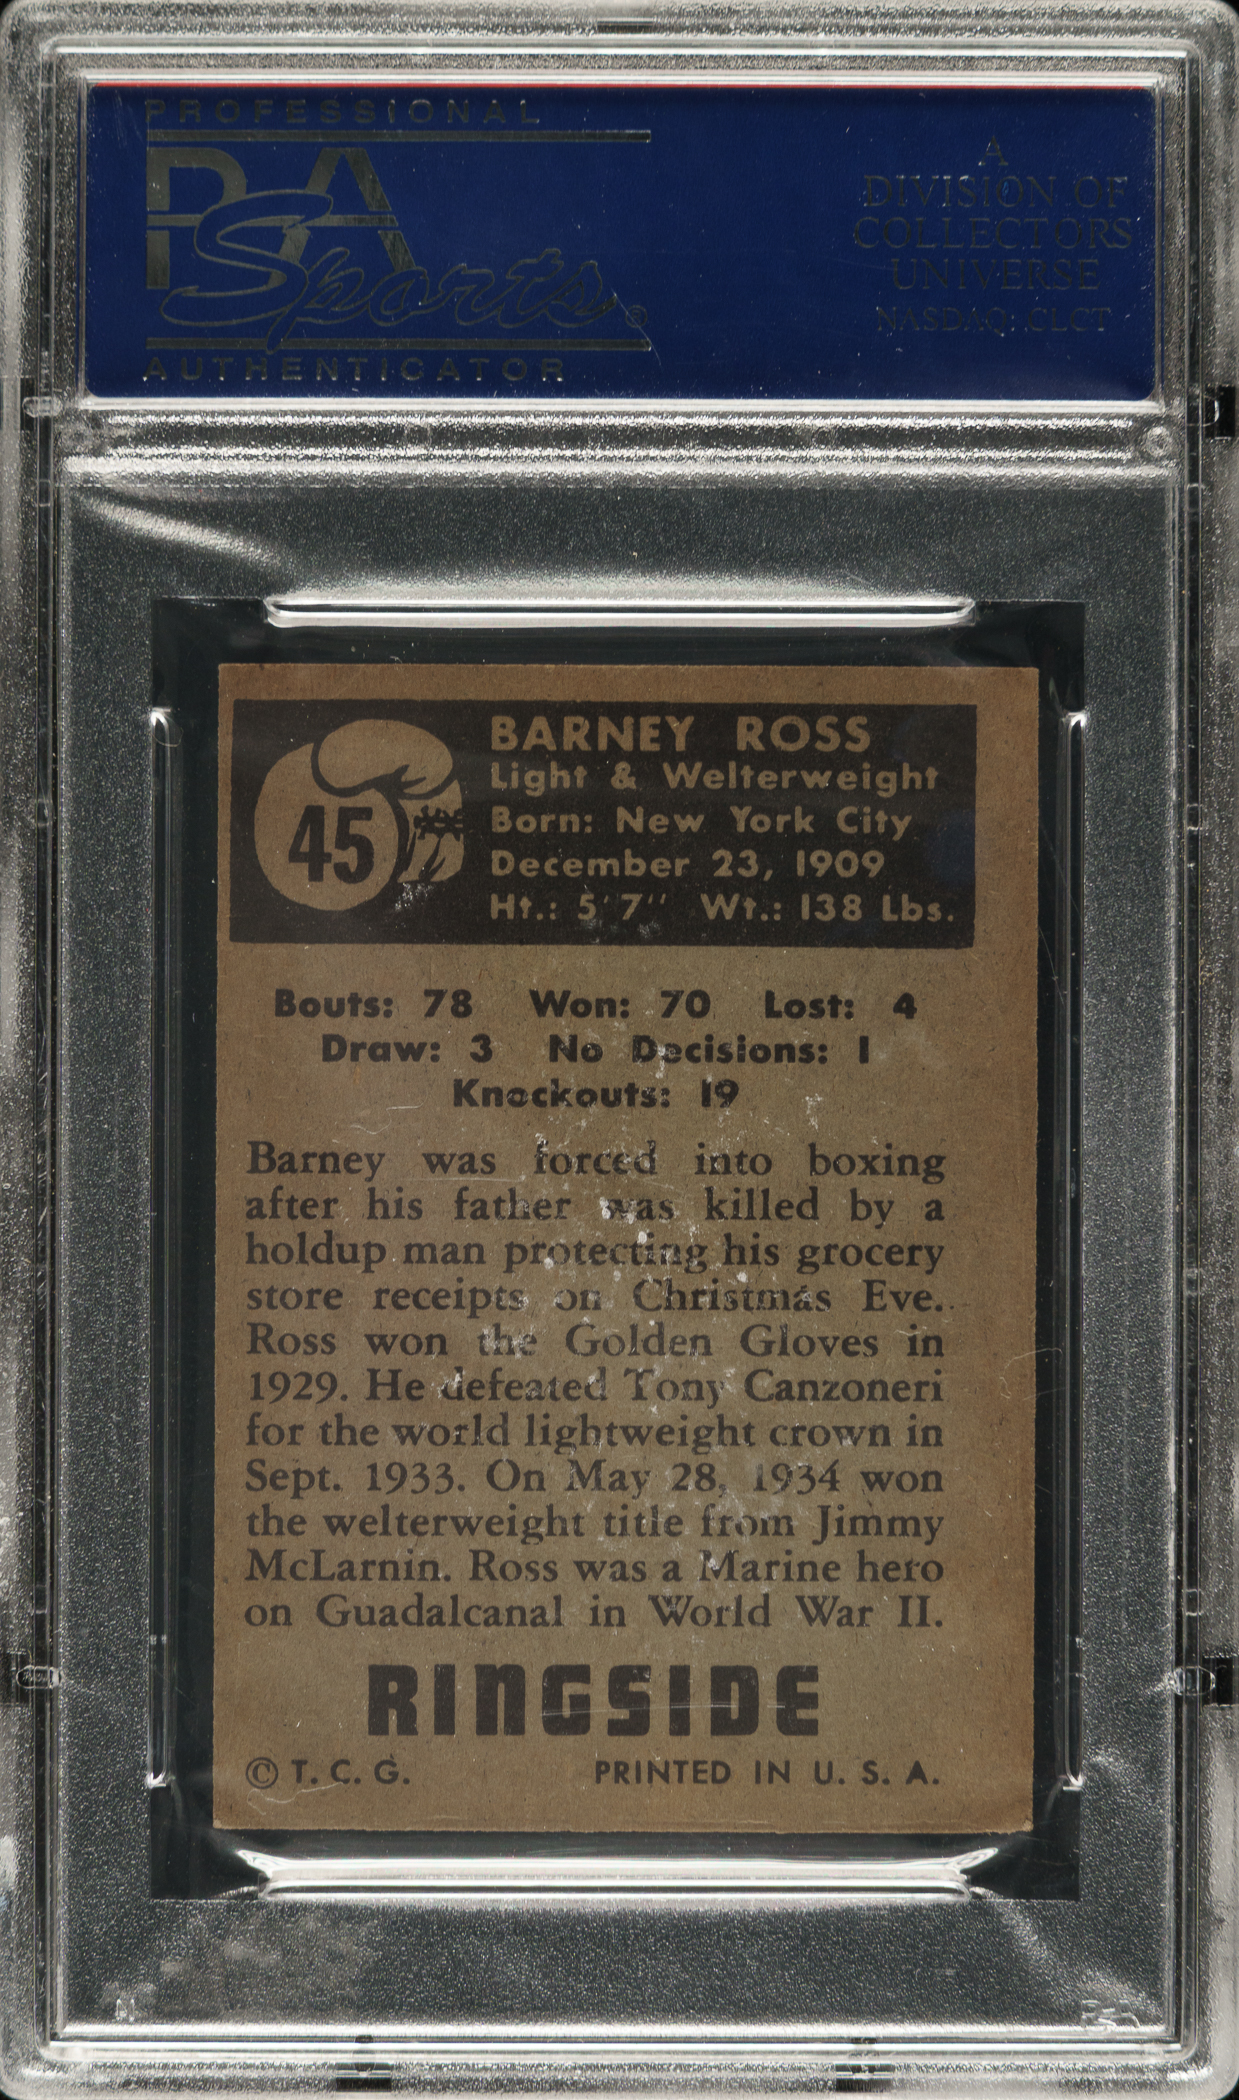 PROFESSIONAL
PSA
Sports®
AUTHENTICATOR
A
DIVISION OF
COLLECTORS
UNIVERSE
NASDAQ: CLCT
45
BARNEY ROSS
Light & Welterweight
Born: New York City
December 23, 1909
Ht.: 5' 7" Wt.: 138 Lbs.
Bouts: 78 Won: 70 Lost: 4
Draw: 3 No Decisions: 1
Knockouts: 19
Barney was forced into boxing
after his father was killed by a
holdup man protecting his grocery
store receipts on Christmas Eve.
Ross won the Golden Gloves in
1929. He defeated Tony Canzoneri
for the world lightweight crown in
Sept. 1933. On May 28, 1934 won
the welterweight title from Jimmy
McLarnin. Ross was a Marine hero
on Guadalcanal in World War II.
RINGSIDE
© T. C. G. PRINTED IN U. S. A.